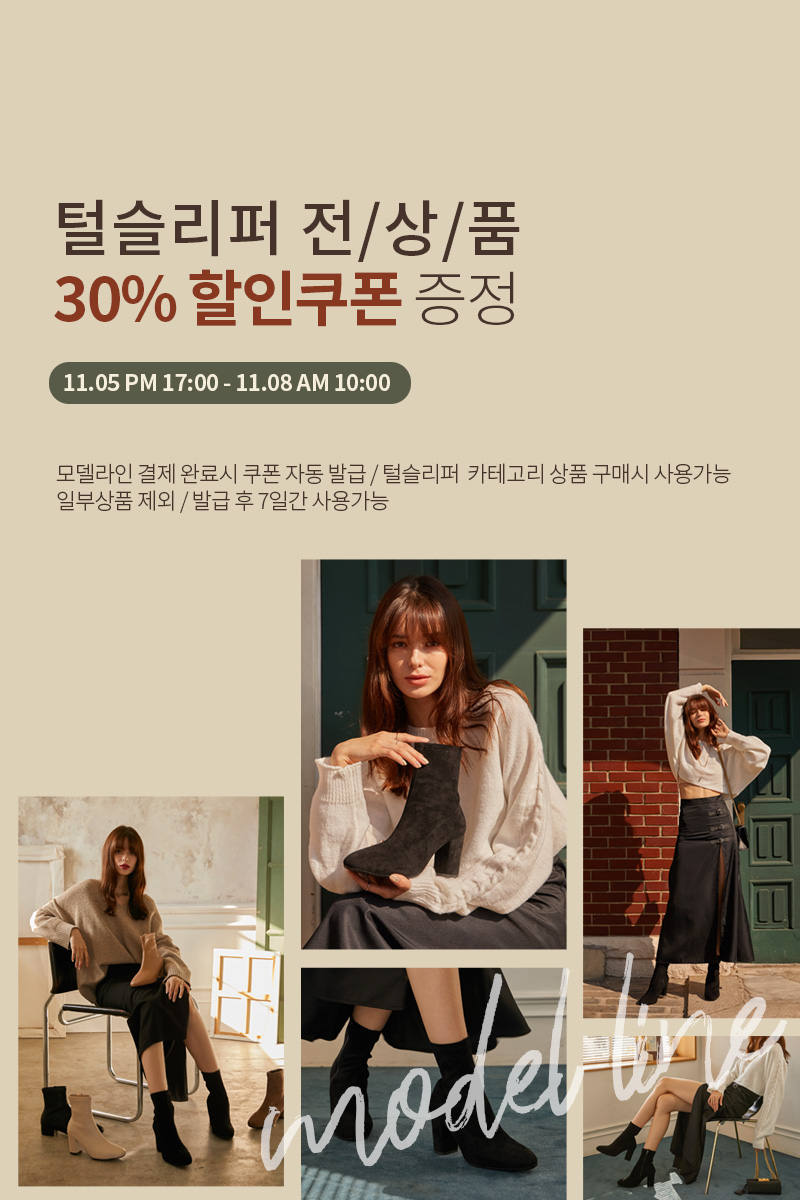 털슬리퍼 전/상/품
30% 할인쿠폰 증정
11.05 PM 17:00 - 11.08 AM 10:00
모델라인 결제 완료시 쿠폰 자동 발급 / 털슬리퍼 카테고리 상품 구매시 사용가능
일부상품 제외 / 발급 후 7일간 사용가능
model line